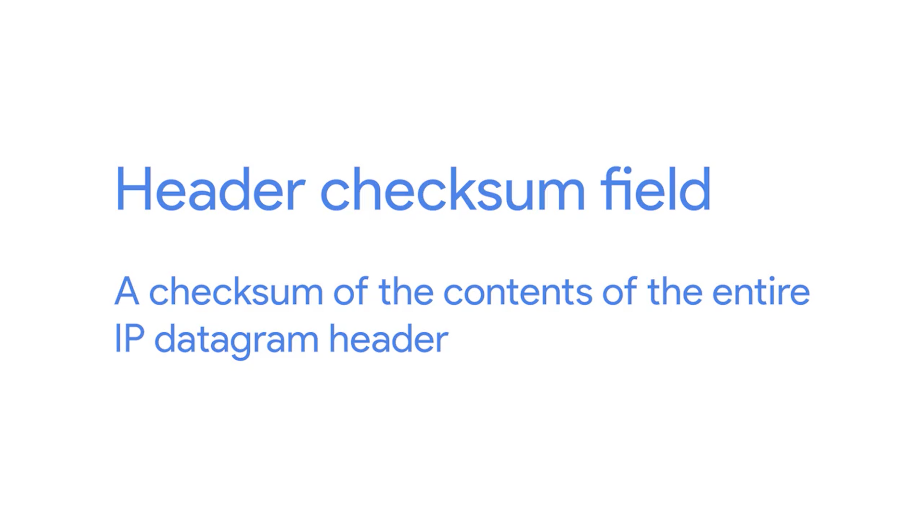 Header checksum field
A checksum of the contents of the entire
IP datagram header